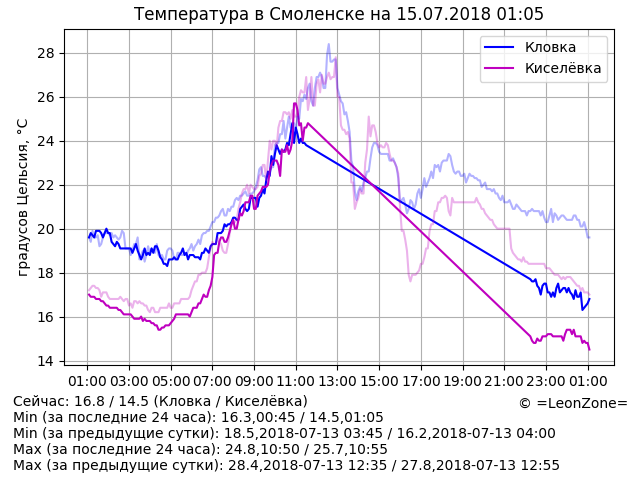 Температура в Смоленске на 15.07.2018 01:05
градусов Цельсия, °C
28
26
24
22
20
18
16
14
Кловка
Киселёвка
01:00 03:00 05:00 07:00 09:00 11:00 13:00 15:00 17:00 19:00 21:00 23:00 01:00
Сейчас: 16.8 / 14.5 (Кловка / Киселёвка)
© =LeonZone=
Min (за последние 24 часа): 16.3,00:45 / 14.5,01:05
Min (за предыдущие сутки): 18.5,2018-07-13 03:45 / 16.2,2018-07-13 04:00
Max (за последние 24 часа): 24.8,10:50 / 25.7,10:55
Max (за предыдущие сутки): 28.4,2018-07-13 12:35 / 27.8,2018-07-13 12:55